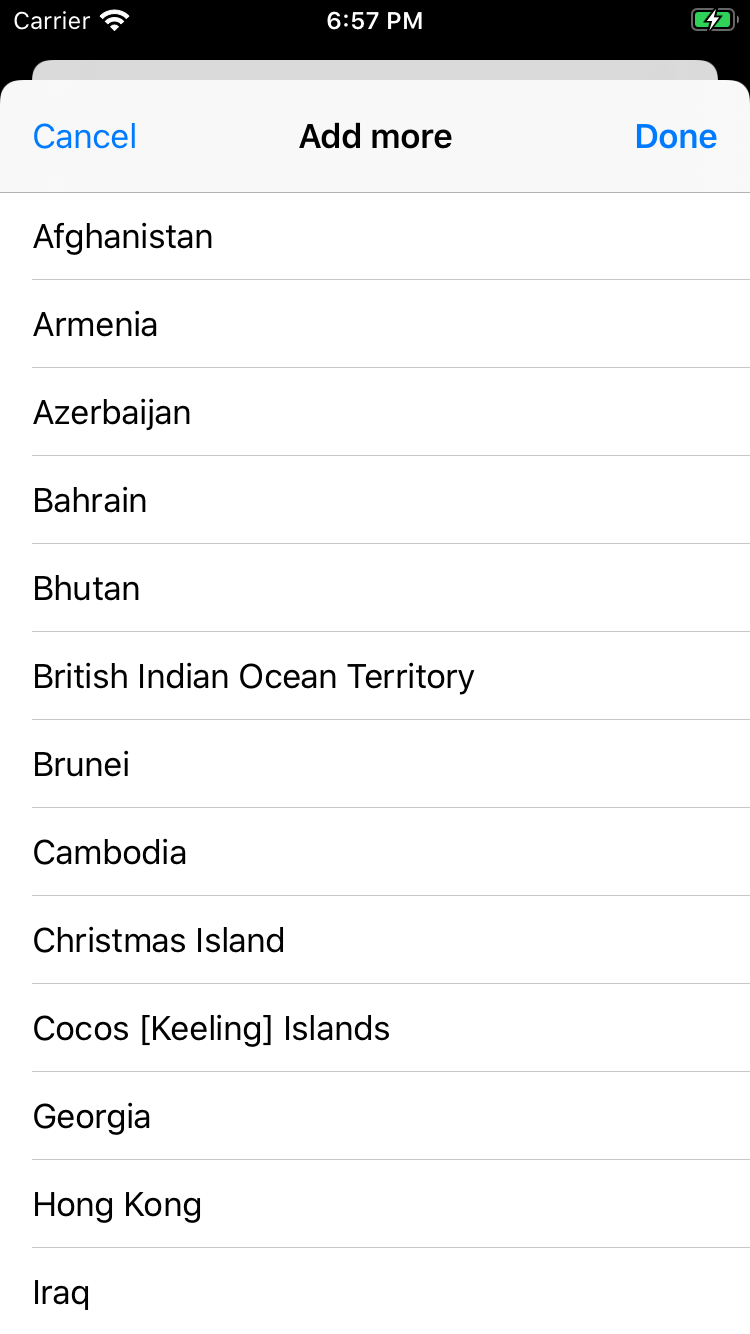 Carrier 6:57 PM
Cancel Add more Done
Afghanistan
Armenia
Azerbaijan
Bahrain
Bhutan
British Indian Ocean Territory
Brunei
Cambodia
Christmas Island
Cocos [Keeling] Islands
Georgia
Hong Kong
Iraq